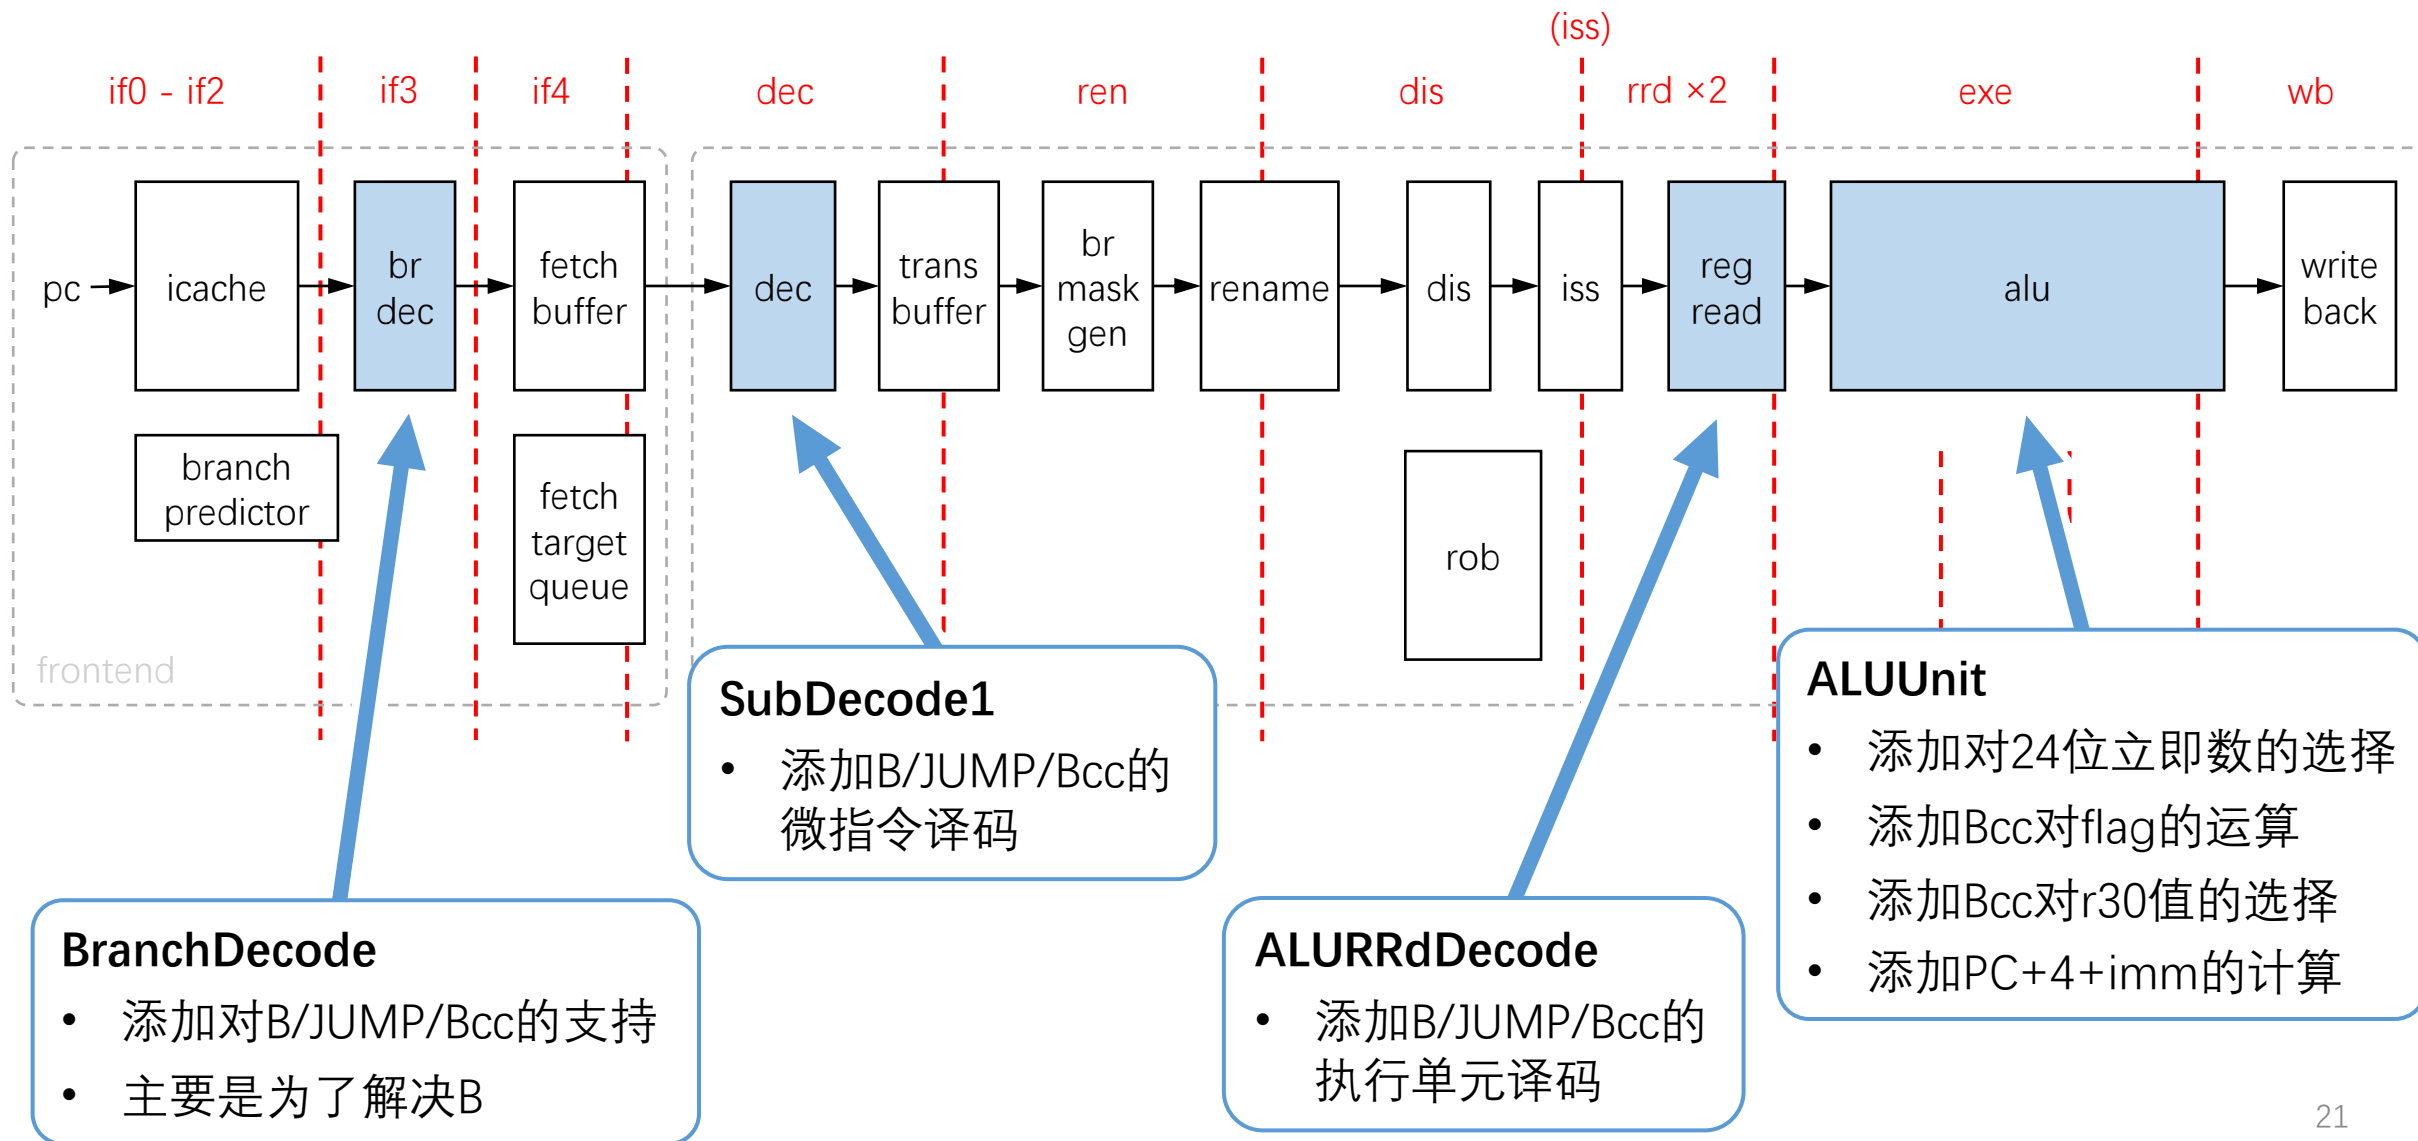 (iss)
if0 - if2
if3
if4
dec
ren
dis
rrd ×2
exe
wb
pc
icache
br
dec
fetch
buffer
dec
trans
buffer
br
mask
gen
rename
dis
iss
reg
read
alu
write
back
branch
predictor
fetch
target
queue
rob
frontend
SubDecode1
• 添加B/JUMP/Bcc的
微指令译码
ALUUnit
• 添加对24位立即数的选择
• 添加Bcc对flag的运算
• 添加Bcc对r30值的选择
• 添加PC+4+imm的计算
BranchDecode
• 添加对B/JUMP/Bcc的支持
• 主要是为了解决B
ALURRdDecode
• 添加B/JUMP/Bcc的
执行单元译码
21